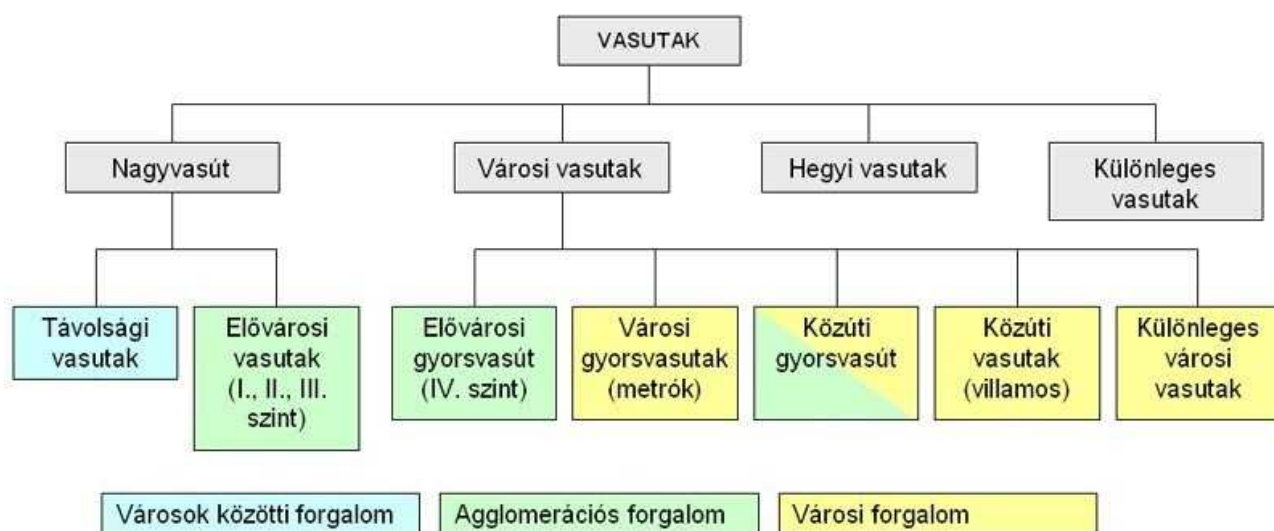 VASUTAK
Nagyvasút
Városi vasutak
Hegyi vasutak
Különleges
vasutak
Távolsági
vasutak
Elővárosi
vasutak
(I., II., III.
szint)
Elővárosi
gyorsvasút
(IV. szint)
Városi
gyorsvasutak
(metrók)
Közúti
gyorsvasút
Közúti
vasutak
(villamos)
Különleges
városi
vasutak
Városok közötti forgalom
Agglomerációs forgalom
Városi forgalom